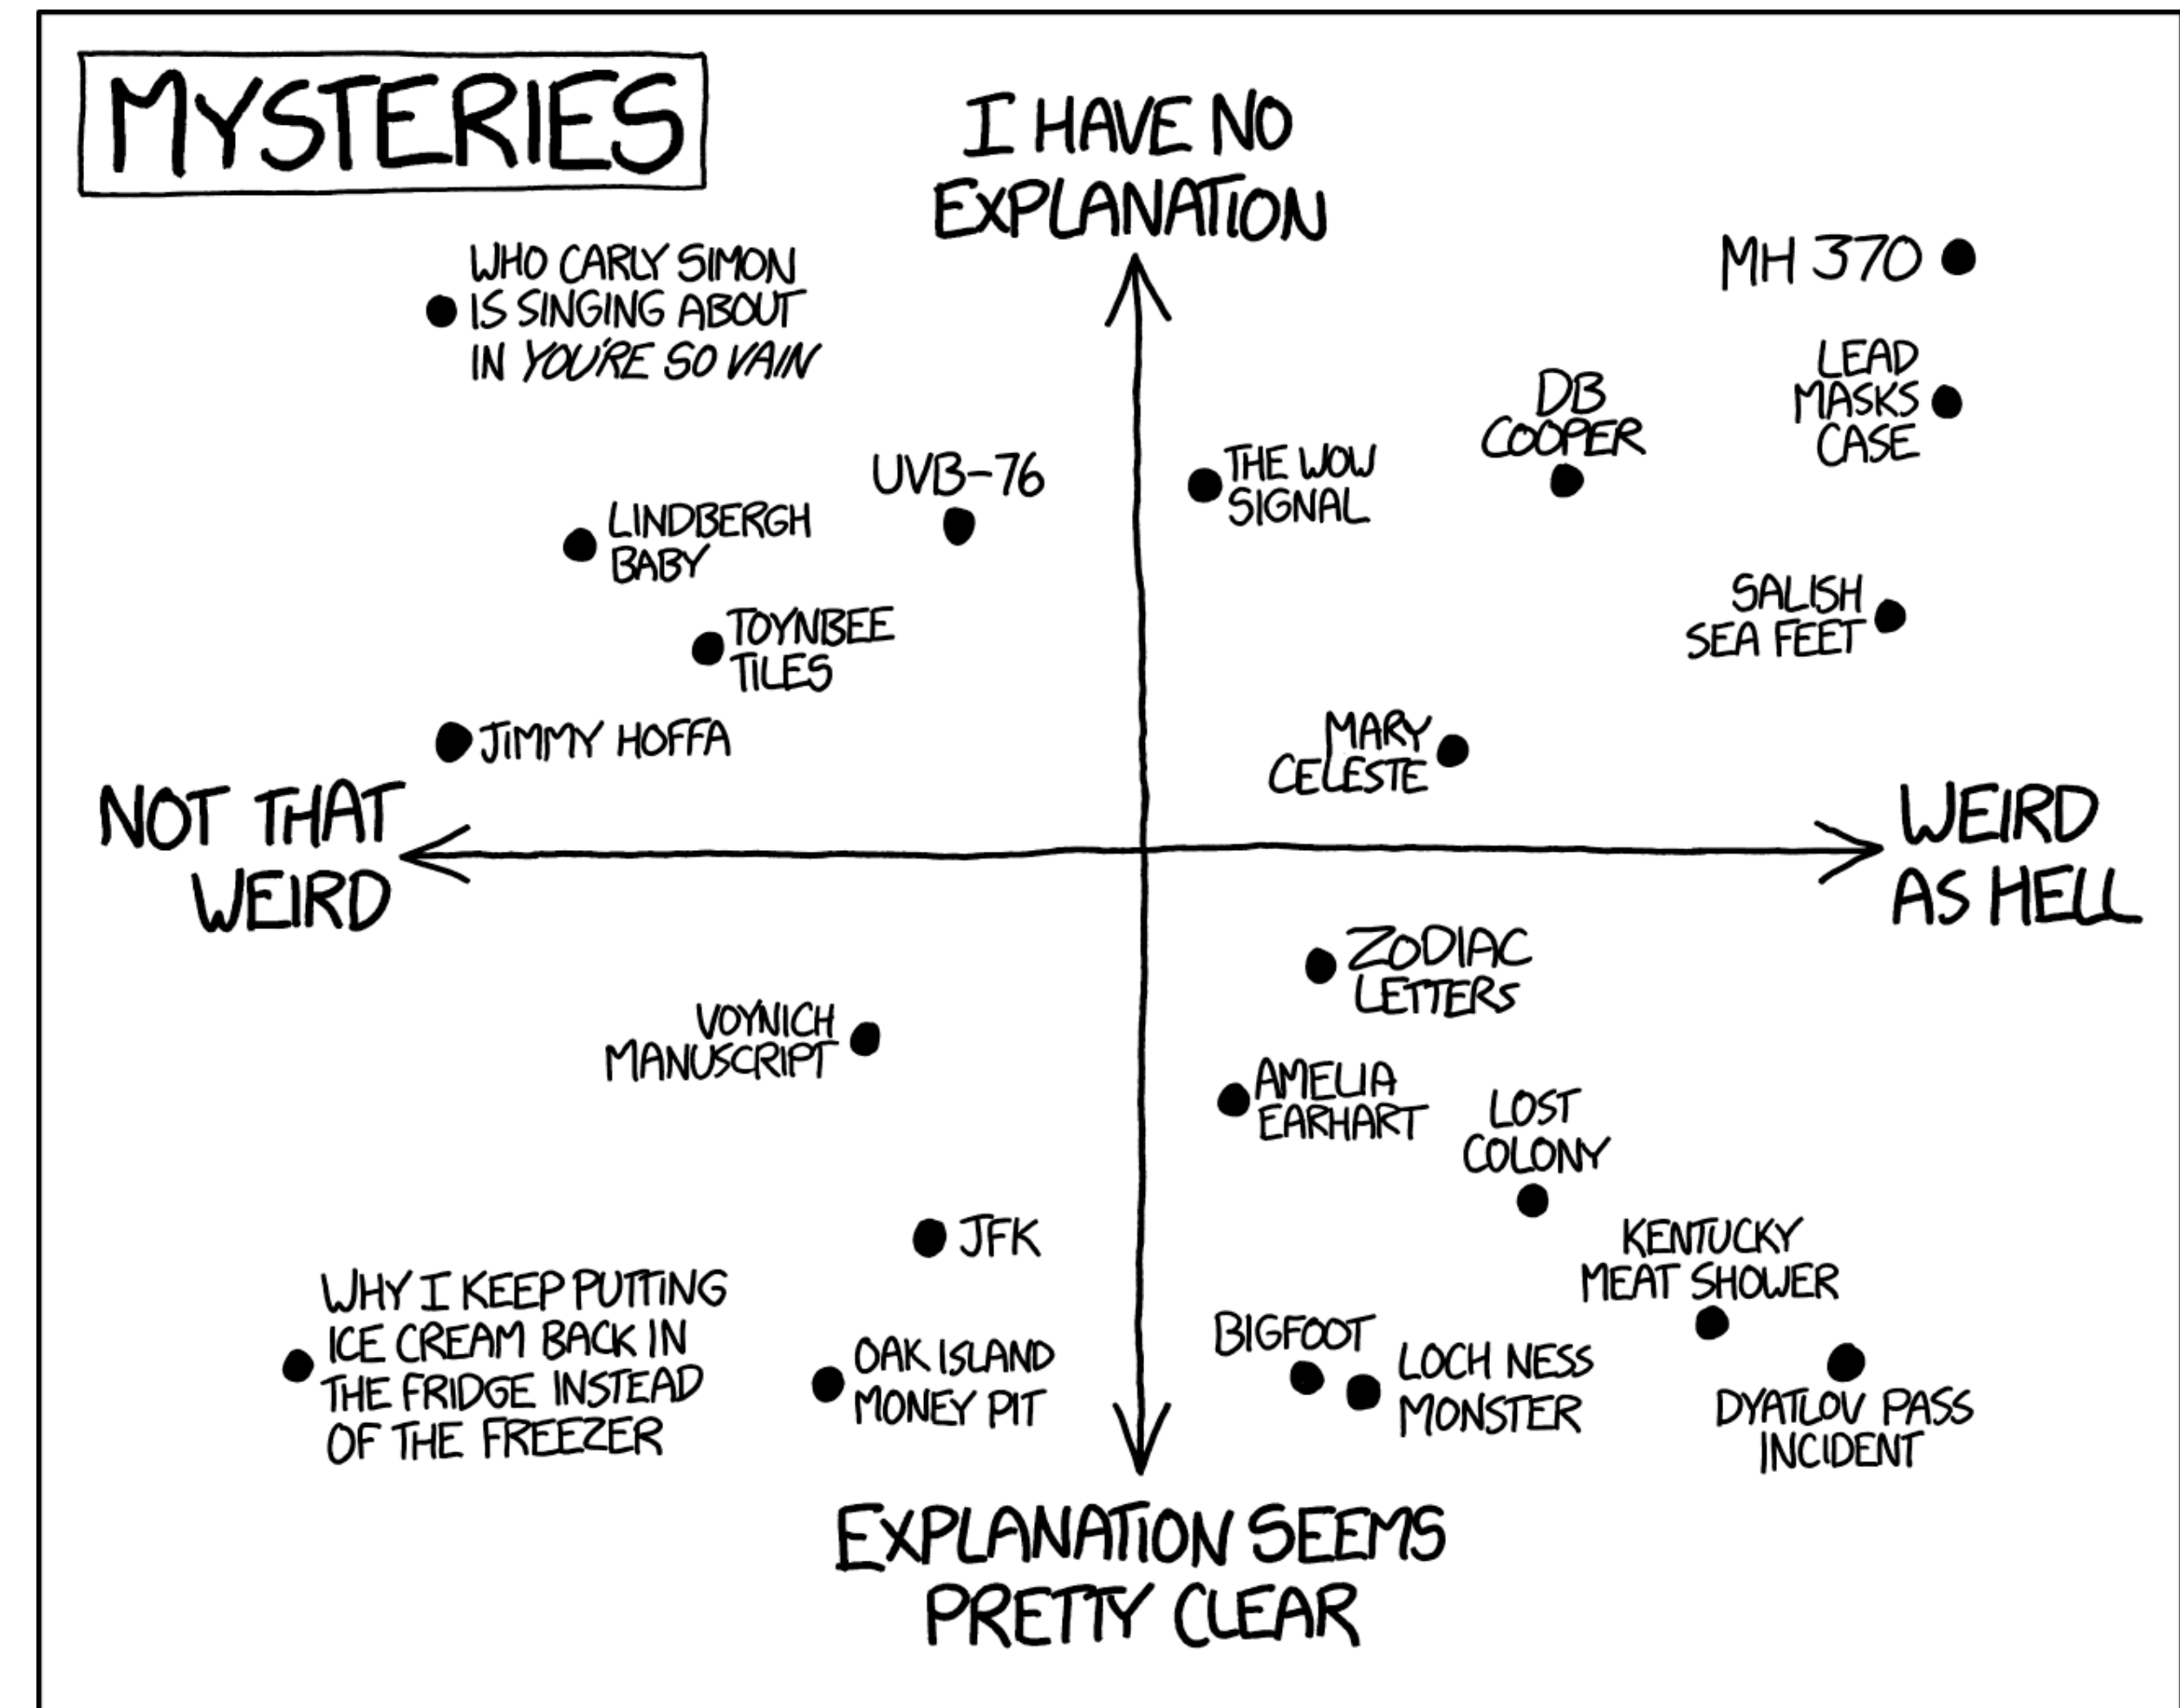 MYSTERIES
I HAVE NO
EXPLANATION
WHO CARLY SIMON
IS SINGING ABOUT
IN YOU'RE SO VAIN
MH 370
LEAD
MASKS
CASE
DB
COOPER
THE WOW
SIGNAL
UVB-76
LINDBERGH
BABY
SALISH
SEA FEET
TOYNBEE
TILES
JIMMY HOFFA
MARY
CELESTE
NOT THAT
WEIRD
WEIRD
AS HELL
ZODIAC
LETTERS
VOYNICH
MANUSCRIPT
AMELIA
EARHART
LOST
COLONY
JFK
KENTUCKY
MEAT SHOWER
WHY I KEEP PUTTING
ICE CREAM BACK IN
THE FRIDGE INSTEAD
OF THE FREEZER
OAK ISLAND
MONEY PIT
BIGFOOT
LOCH NESS
MONSTER
DYATLOV PASS
INCIDENT
EXPLANATION SEEMS
PRETTY CLEAR